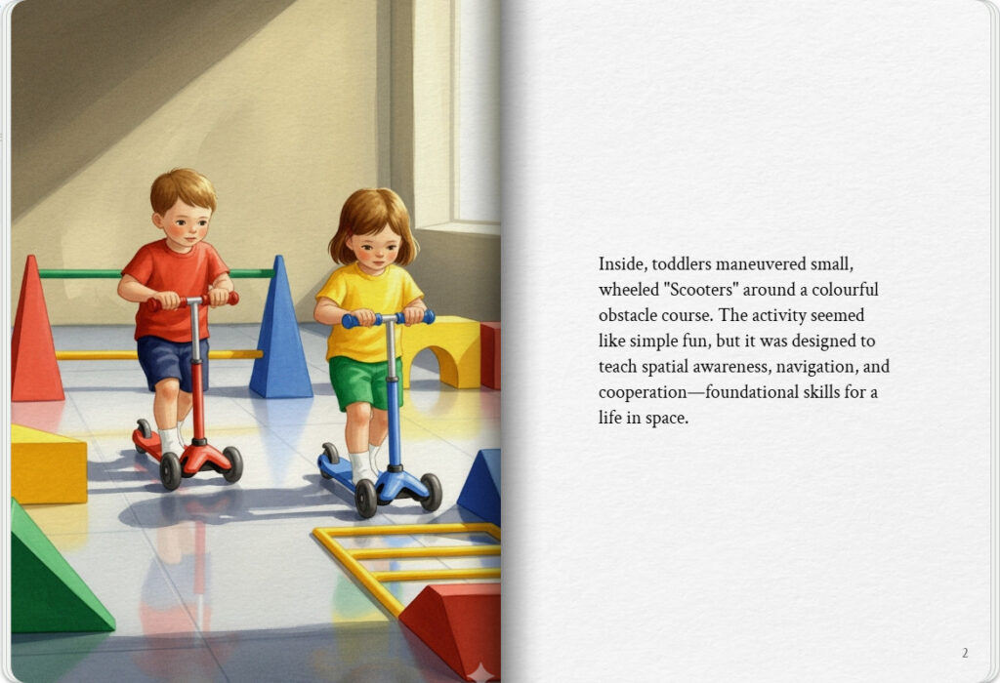 Inside, toddlers maneuvered small,
wheeled "Scooters" around a colourful
obstacle course. The activity seemed
like simple fun, but it was designed to
teach spatial awareness, navigation, and
cooperation—foundational skills for a
life in space.
2